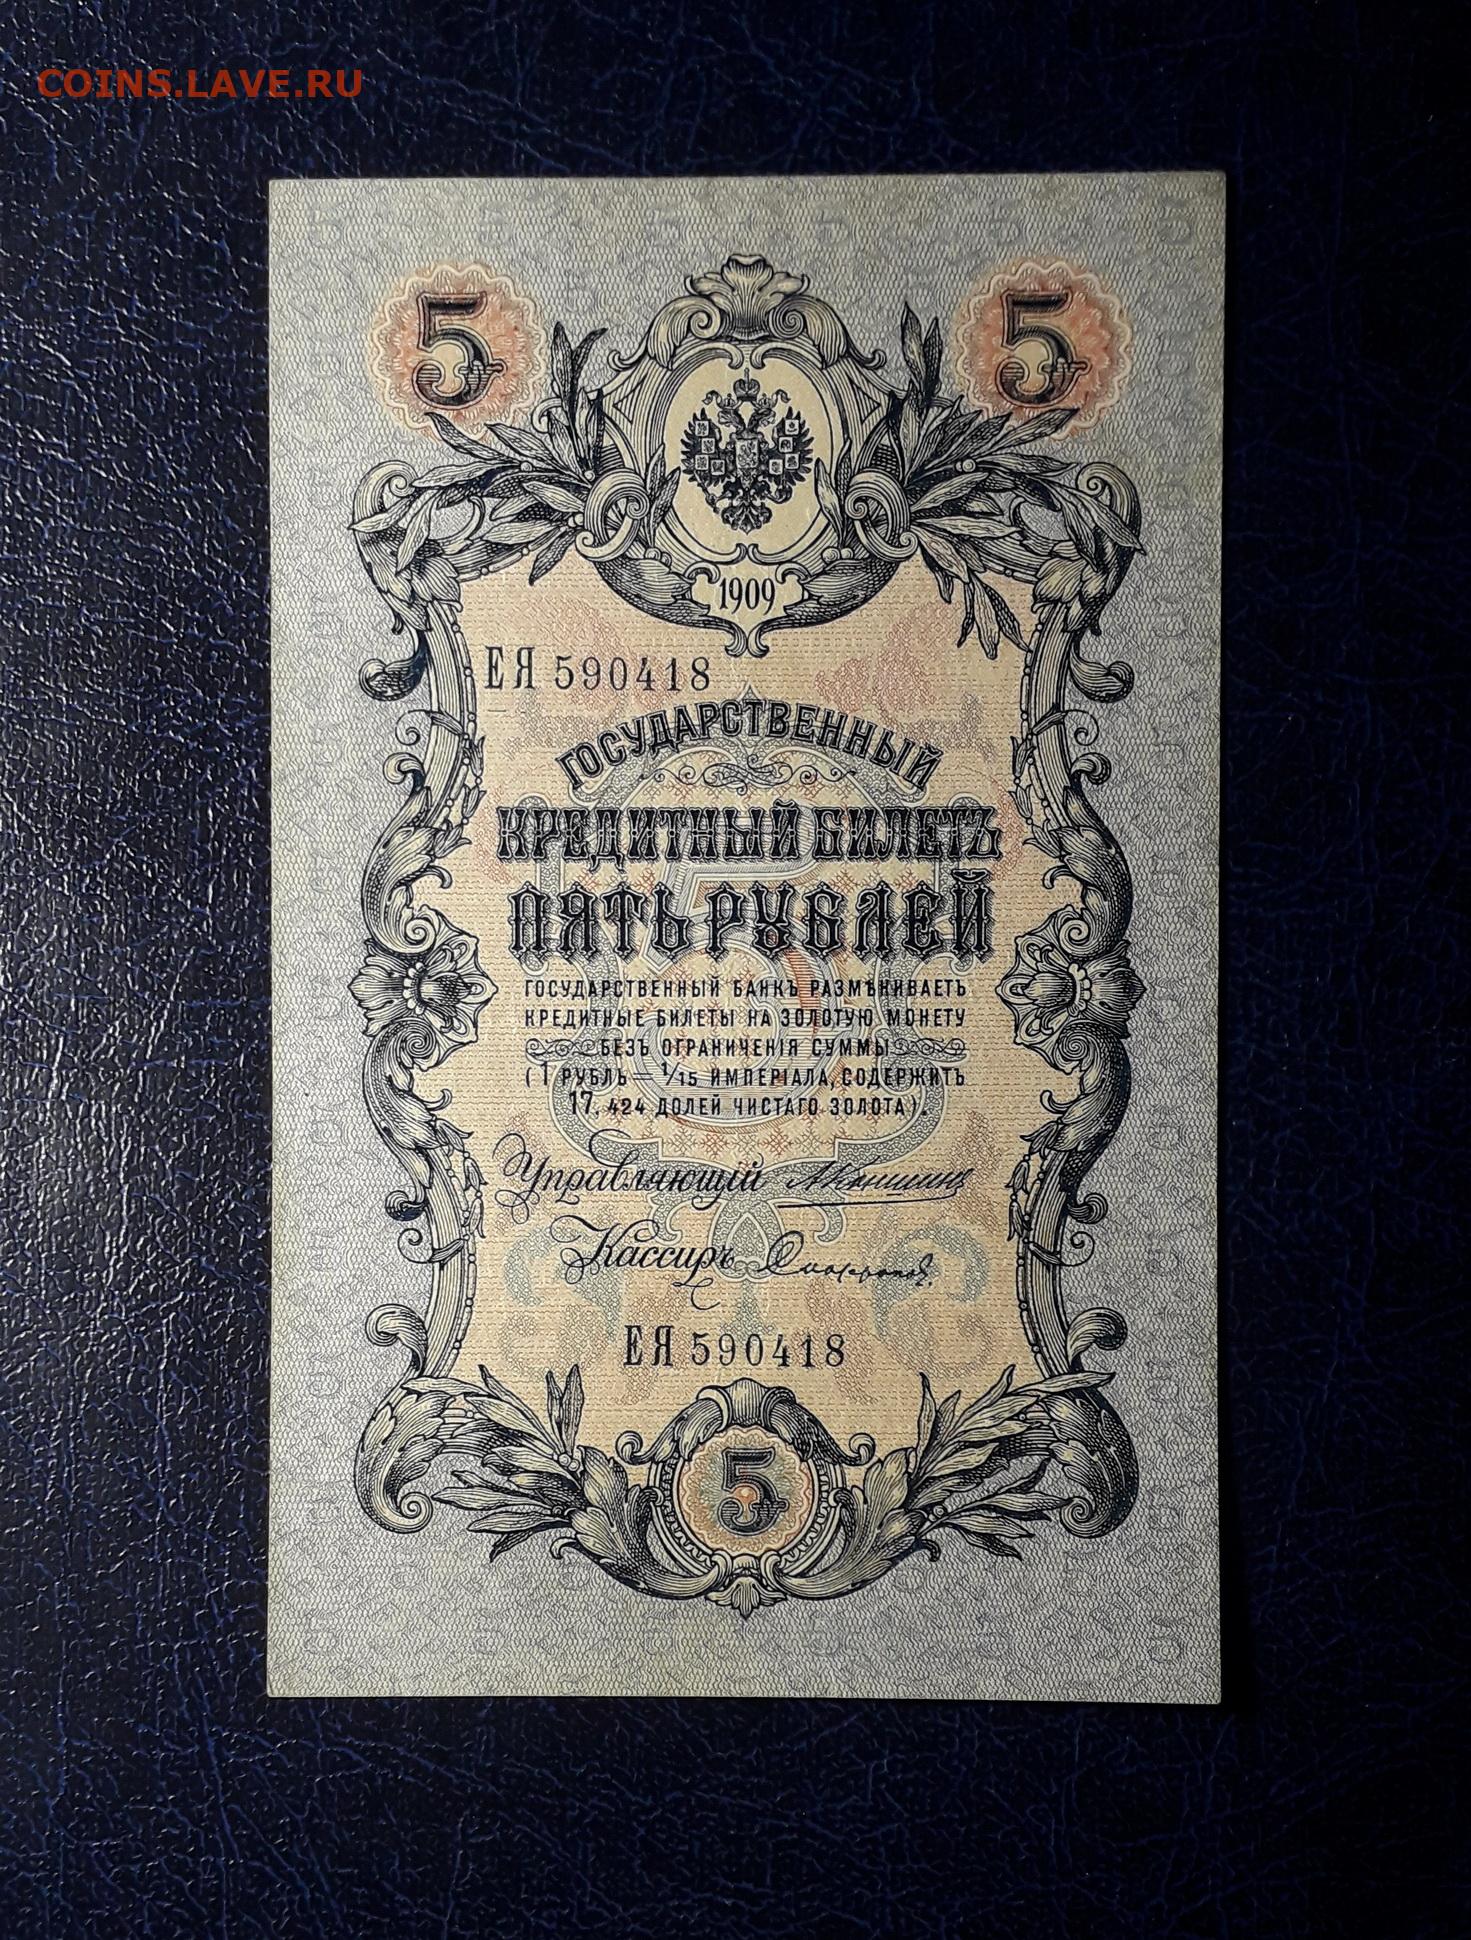 COINS.LAVE.RU
5 5
1909
ЕЯ 590418
ГОСУДАРСТВЕННЫЙ
КРЕДИТНЫЙ БИЛЕТЪ
ПЯТЬ РУБЛЕЙ
ГОСУДАРСТВЕННЫЙ БАНКЪ РАЗМѢНИВАЕТЪ
КРЕДИТНЫЕ БИЛЕТЫ НА ЗОЛОТУЮ МОНЕТУ
БЕЗЪ ОГРАНИЧЕНІЯ СУММЫ
(1 РУБЛЬ = 1/15 ИМПЕРІАЛА, СОДЕРЖИТЪ
17,424 ДОЛЕЙ ЧИСТАГО ЗОЛОТА).
Управляющій АКоншинъ
Кассиръ
ЕЯ 590418
5